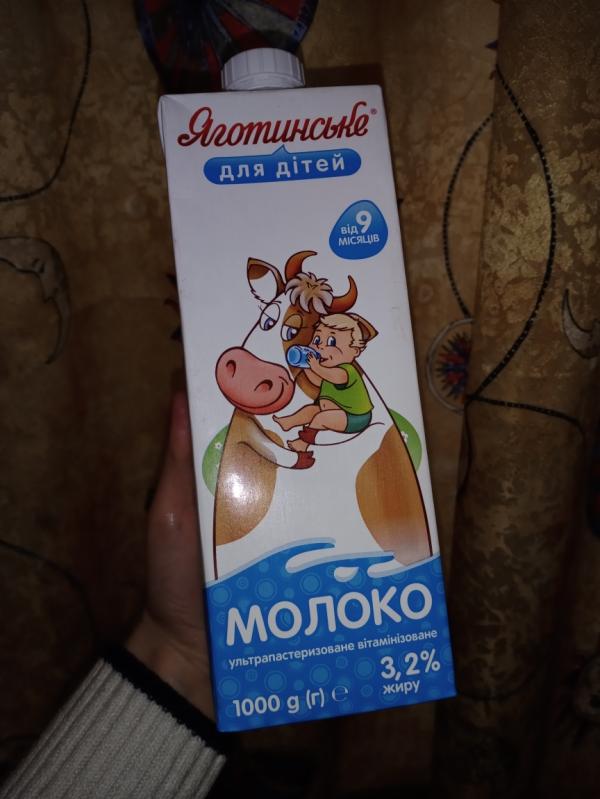 Яготинське®
для дітей
від 9
МІСЯЦІВ
МОЛОКО
ультрапастеризоване вітамінізоване
3,2%
жиру
1000 g (г) ℮